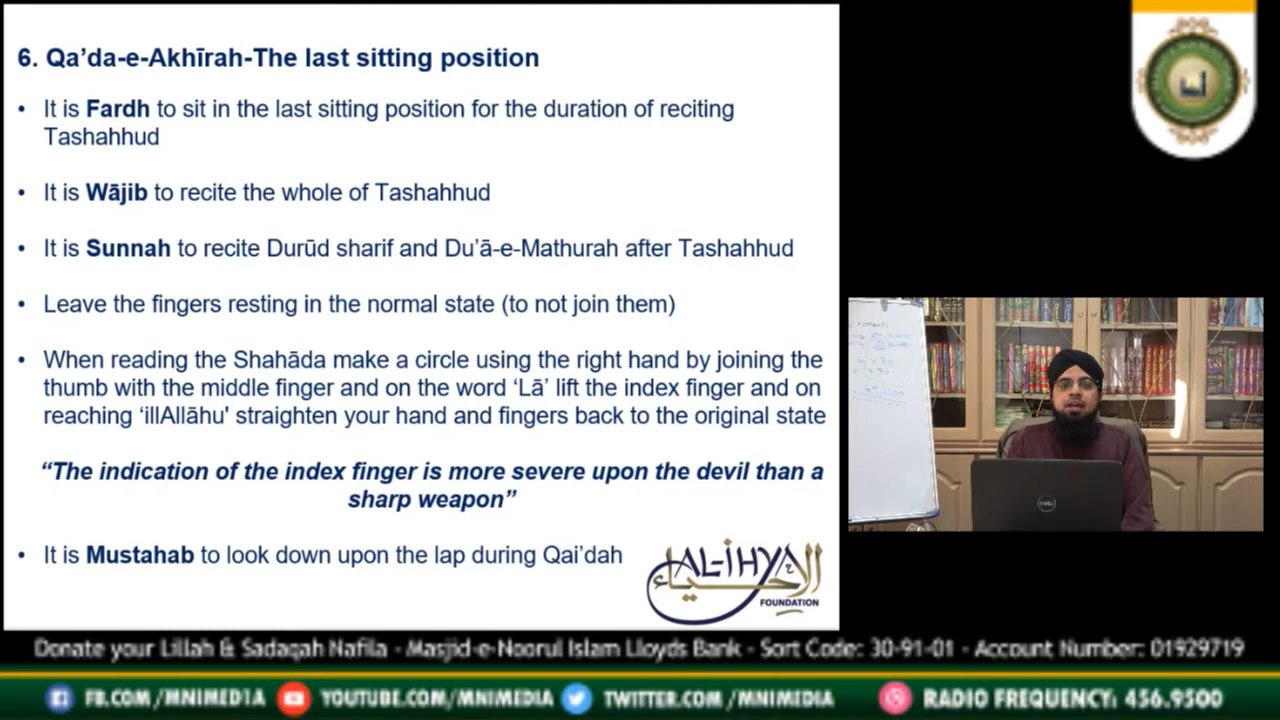 6. Qa’da-e-Akhīrah-The last sitting position
• It is Fardh to sit in the last sitting position for the duration of reciting
Tashahhud
• It is Wājib to recite the whole of Tashahhud
• It is Sunnah to recite Durūd sharif and Du’ā-e-Mathurah after Tashahhud
• Leave the fingers resting in the normal state (to not join them)
• When reading the Shahāda make a circle using the right hand by joining the
thumb with the middle finger and on the word ‘Lā’ lift the index finger and on
reaching ‘illAllāhu' straighten your hand and fingers back to the original state
“The indication of the index finger is more severe upon the devil than a
sharp weapon”
• It is Mustahab to look down upon the lap during Qai’dah
AL-IHYA
الإحياء
FOUNDATION
DELL
Donate your Lillah & Sadaqah Nafila - Masjid-e-Noorul Islam Lloyds Bank - Sort Code: 30-91-01 - Account Number: 01929719
FB.COM/MNIMEDIA YOUTUBE.COM/MNIMEDIA TWITTER.COM/MNIMEDIA RADIO FREQUENCY: 456.9500